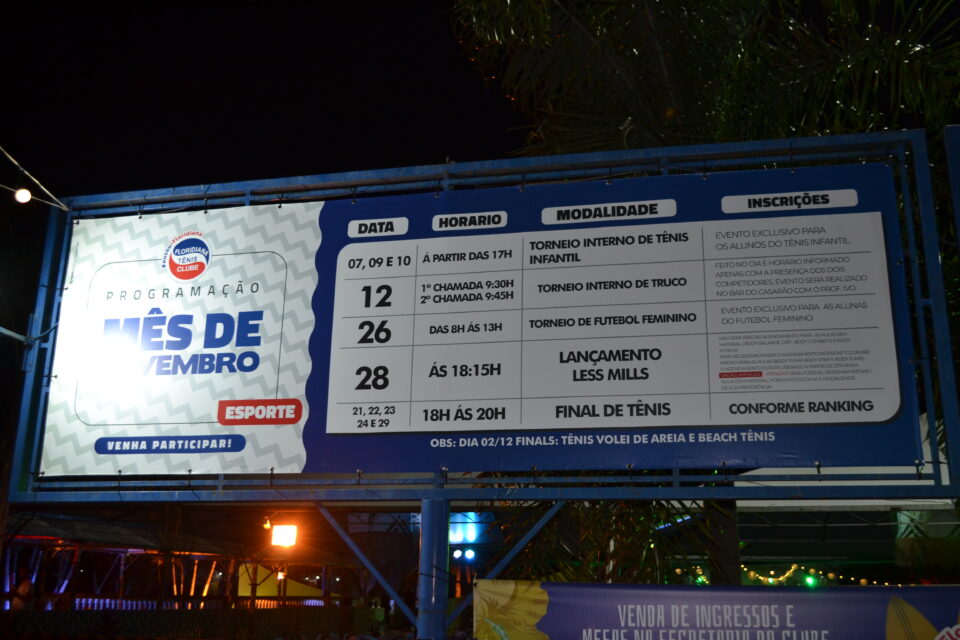 #euSouFloridiana
FLORIDIANA
TÊNIS
CLUBE
PROGRAMAÇÃO
MÊS DE
ESPORTE
VENHA PARTICIPAR!
DATA HORARIO MODALIDADE INSCRIÇÕES
07, 09 E 10 Á PARTIR DAS 17H TORNEIO INTERNO DE TÊNIS
INFANTIL
EVENTO EXCLUSIVO PARA
OS ALUNOS DO TÊNIS INFANTIL
12 1º CHAMADA 9:30H
2º CHAMADA 9:45H
TORNEIO INTERNO DE TRUCO
FEITO NO DIA E HORÁRIO INFORMADO
APENAS COM A PRESENÇA DOS DOIS
COMPETIDORES, EVENTO SERA REALIZADO
NO BAR DO CASARÃO COM O PROF. IVO
26 DAS 8H ÁS 13H TORNEIO DE FUTEBOL FEMININO
EVENTO EXCLUSIVO PARA AS ALUNAS
DO FUTEBOL FEMININO
28 ÁS 18:15H LANÇAMENTO
LESS MILLS
21, 22, 23
24 E 29
18H ÁS 20H FINAL DE TÊNIS CONFORME RANKING
OBS: DIA 02/12 FINALS: TÊNIS VOLEI DE AREIA E BEACH TÊNIS
VENDA DE INGRESSOS E